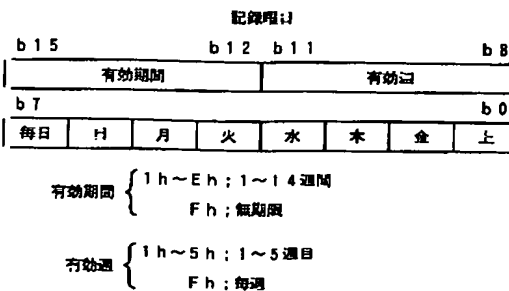 記録曜日
b15 b12 b11 b8
有効期間 有効週
b7 b0
毎日 日 月 火 水 木 金 土
有効期間 { 1h～Eh;1～14週間
Fh;無期限
有効週 { 1h～5h;1～5週目
Fh;毎週